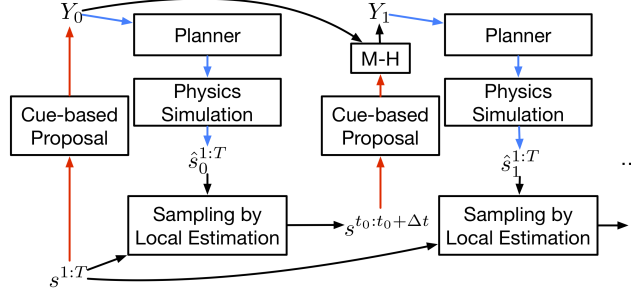 Y₀
Planner
Physics
Simulation
Cue-based
Proposal
ŝ₀^{1:T}
Sampling by
Local Estimation
s^{1:T}
Y₁
M-H
Cue-based
Proposal
s^{t₀:t₀+Δt}
Planner
Physics
Simulation
ŝ₁^{1:T}
Sampling by
Local Estimation
..